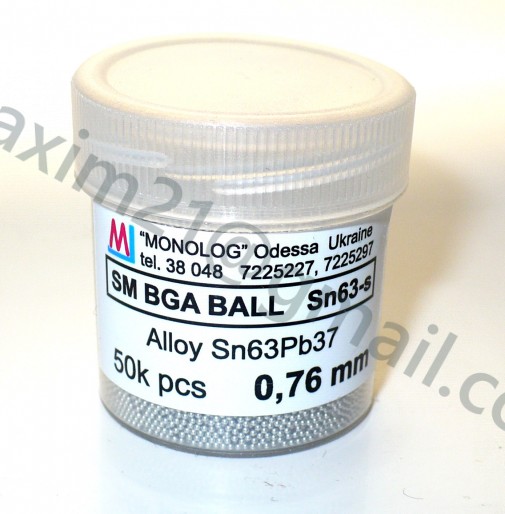 M "MONOLOG" Odessa Ukraine
tel. 38 048 7225227, 7225297
SM BGA BALL Sn63-s
Alloy Sn63Pb37
50k pcs 0,76 mm
axim21@gmail.co